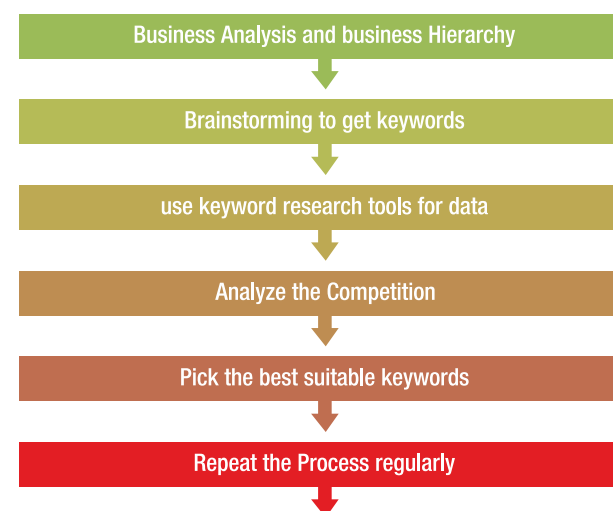 Business Analysis and business Hierarchy
Brainstorming to get keywords
use keyword research tools for data
Analyze the Competition
Pick the best suitable keywords
Repeat the Process regularly